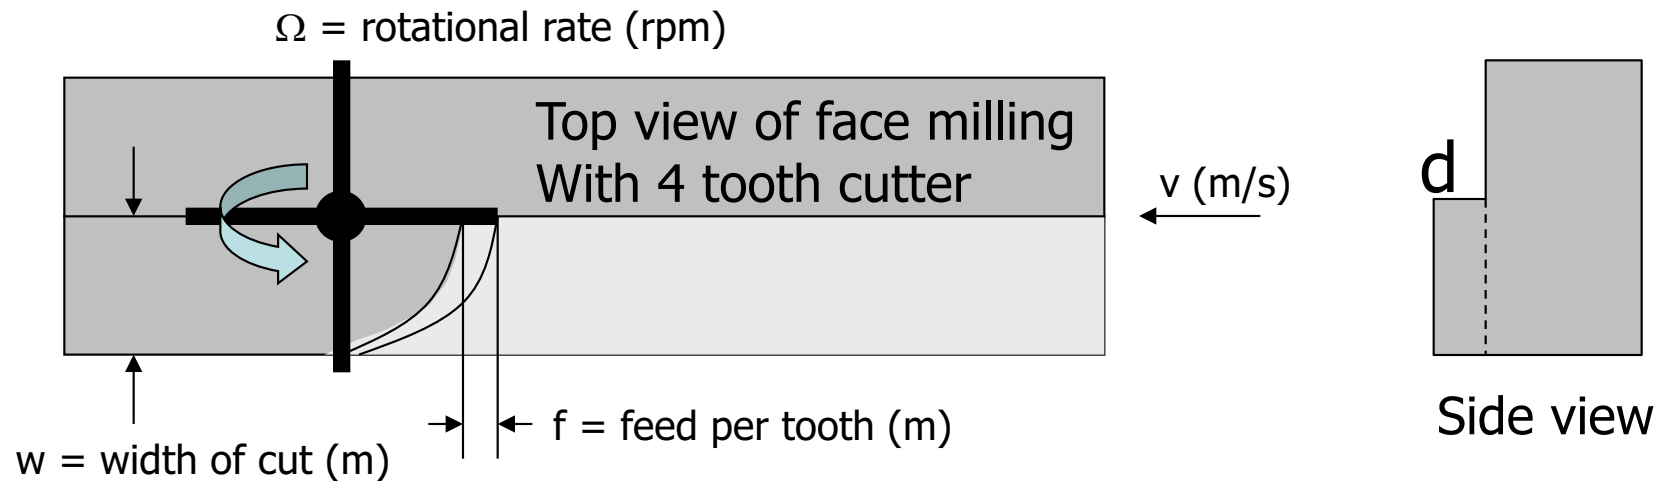 Ω = rotational rate (rpm)
Top view of face milling
With 4 tooth cutter
v (m/s)
d
f = feed per tooth (m)
Side view
w = width of cut (m)